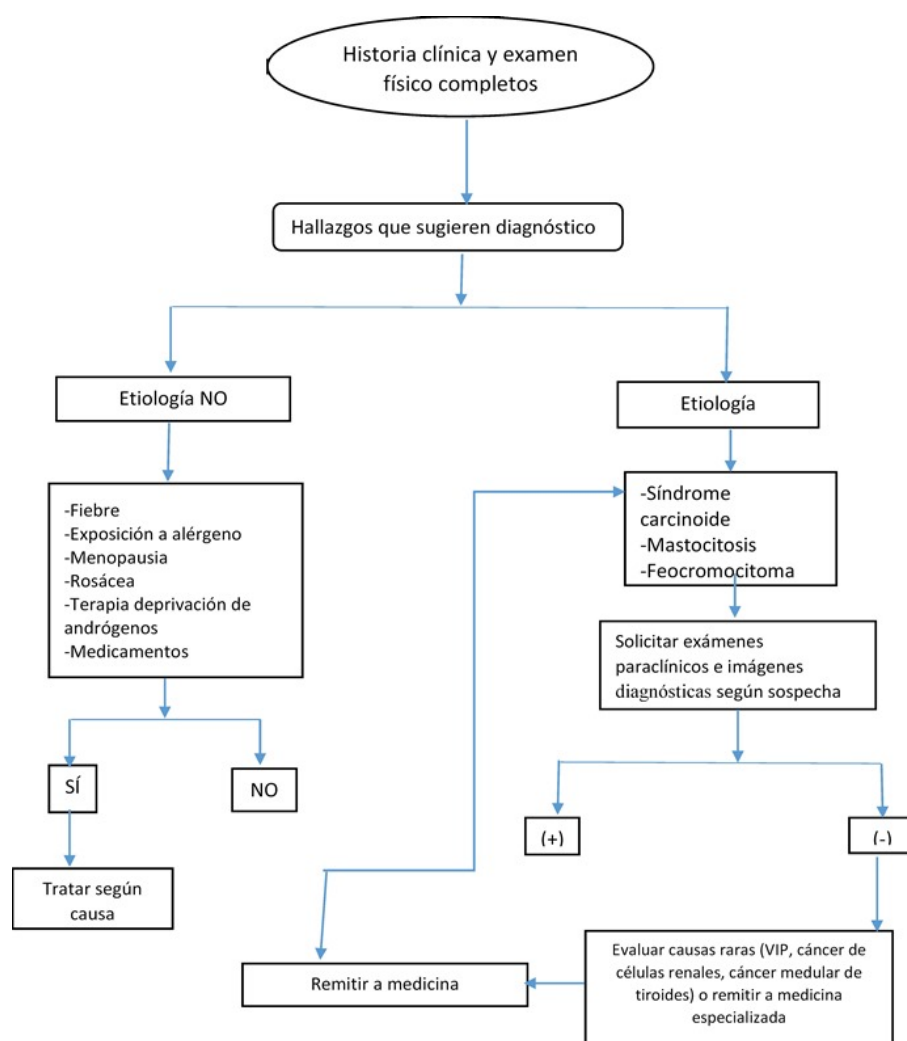 Historia clínica y examen
físico completos
Hallazgos que sugieren diagnóstico
Etiología NO
Etiología
-Fiebre
-Exposición a alérgeno
-Menopausia
-Rosácea
-Terapia deprivación de
andrógenos
-Medicamentos
-Síndrome
carcinoide
-Mastocitosis
-Feocromocitoma
Solicitar exámenes
paraclínicos e imágenes
diagnósticas según sospecha
SÍ
NO
(+)
(-)
Tratar según
causa
Remitir a medicina
Evaluar causas raras (VIP, cáncer de
células renales, cáncer medular de
tiroides) o remitir a medicina
especializada